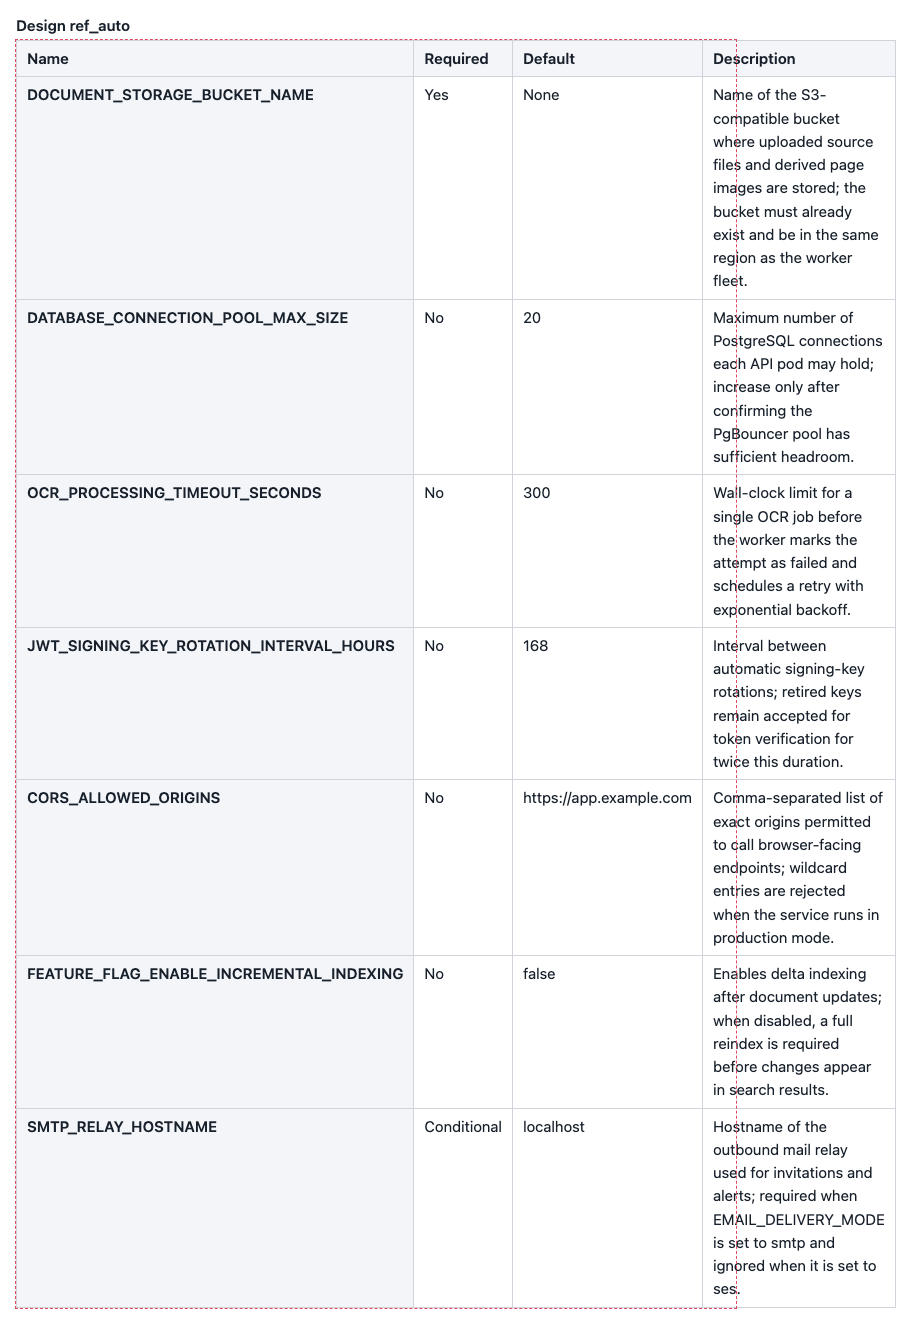 Design ref_auto
Name Required Default Description
DOCUMENT_STORAGE_BUCKET_NAME Yes None Name of the S3-
compatible bucket
where uploaded source
files and derived page
images are stored; the
bucket must already
exist and be in the same
region as the worker
fleet.
DATABASE_CONNECTION_POOL_MAX_SIZE No 20 Maximum number of
PostgreSQL connections
each API pod may hold;
increase only after
confirming the
PgBouncer pool has
sufficient headroom.
OCR_PROCESSING_TIMEOUT_SECONDS No 300 Wall-clock limit for a
single OCR job before
the worker marks the
attempt as failed and
schedules a retry with
exponential backoff.
JWT_SIGNING_KEY_ROTATION_INTERVAL_HOURS No 168 Interval between
automatic signing-key
rotations; retired keys
remain accepted for
token verification for
twice this duration.
CORS_ALLOWED_ORIGINS No https://app.example.com Comma-separated list of
exact origins permitted
to call browser-facing
endpoints; wildcard
entries are rejected
when the service runs in
production mode.
FEATURE_FLAG_ENABLE_INCREMENTAL_INDEXING No false Enables delta indexing
after document updates;
when disabled, a full
reindex is required
before changes appear
in search results.
SMTP_RELAY_HOSTNAME Conditional localhost Hostname of the
outbound mail relay
used for invitations and
alerts; required when
EMAIL_DELIVERY_MODE
is set to smtp and
ignored when it is set to
ses.